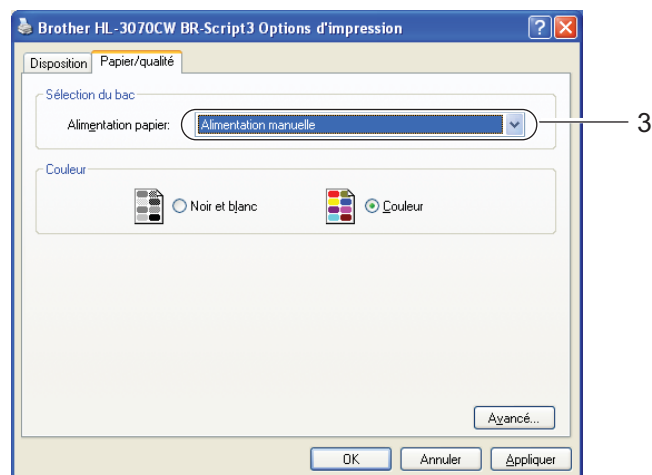 Brother HL-3070CW BR-Script3 Options d'impression
Disposition Papier/qualité
Sélection du bac
Alimentation papier: Alimentation manuelle 3
Couleur
Noir et blanc Couleur
Avancé...
OK Annuler Appliquer